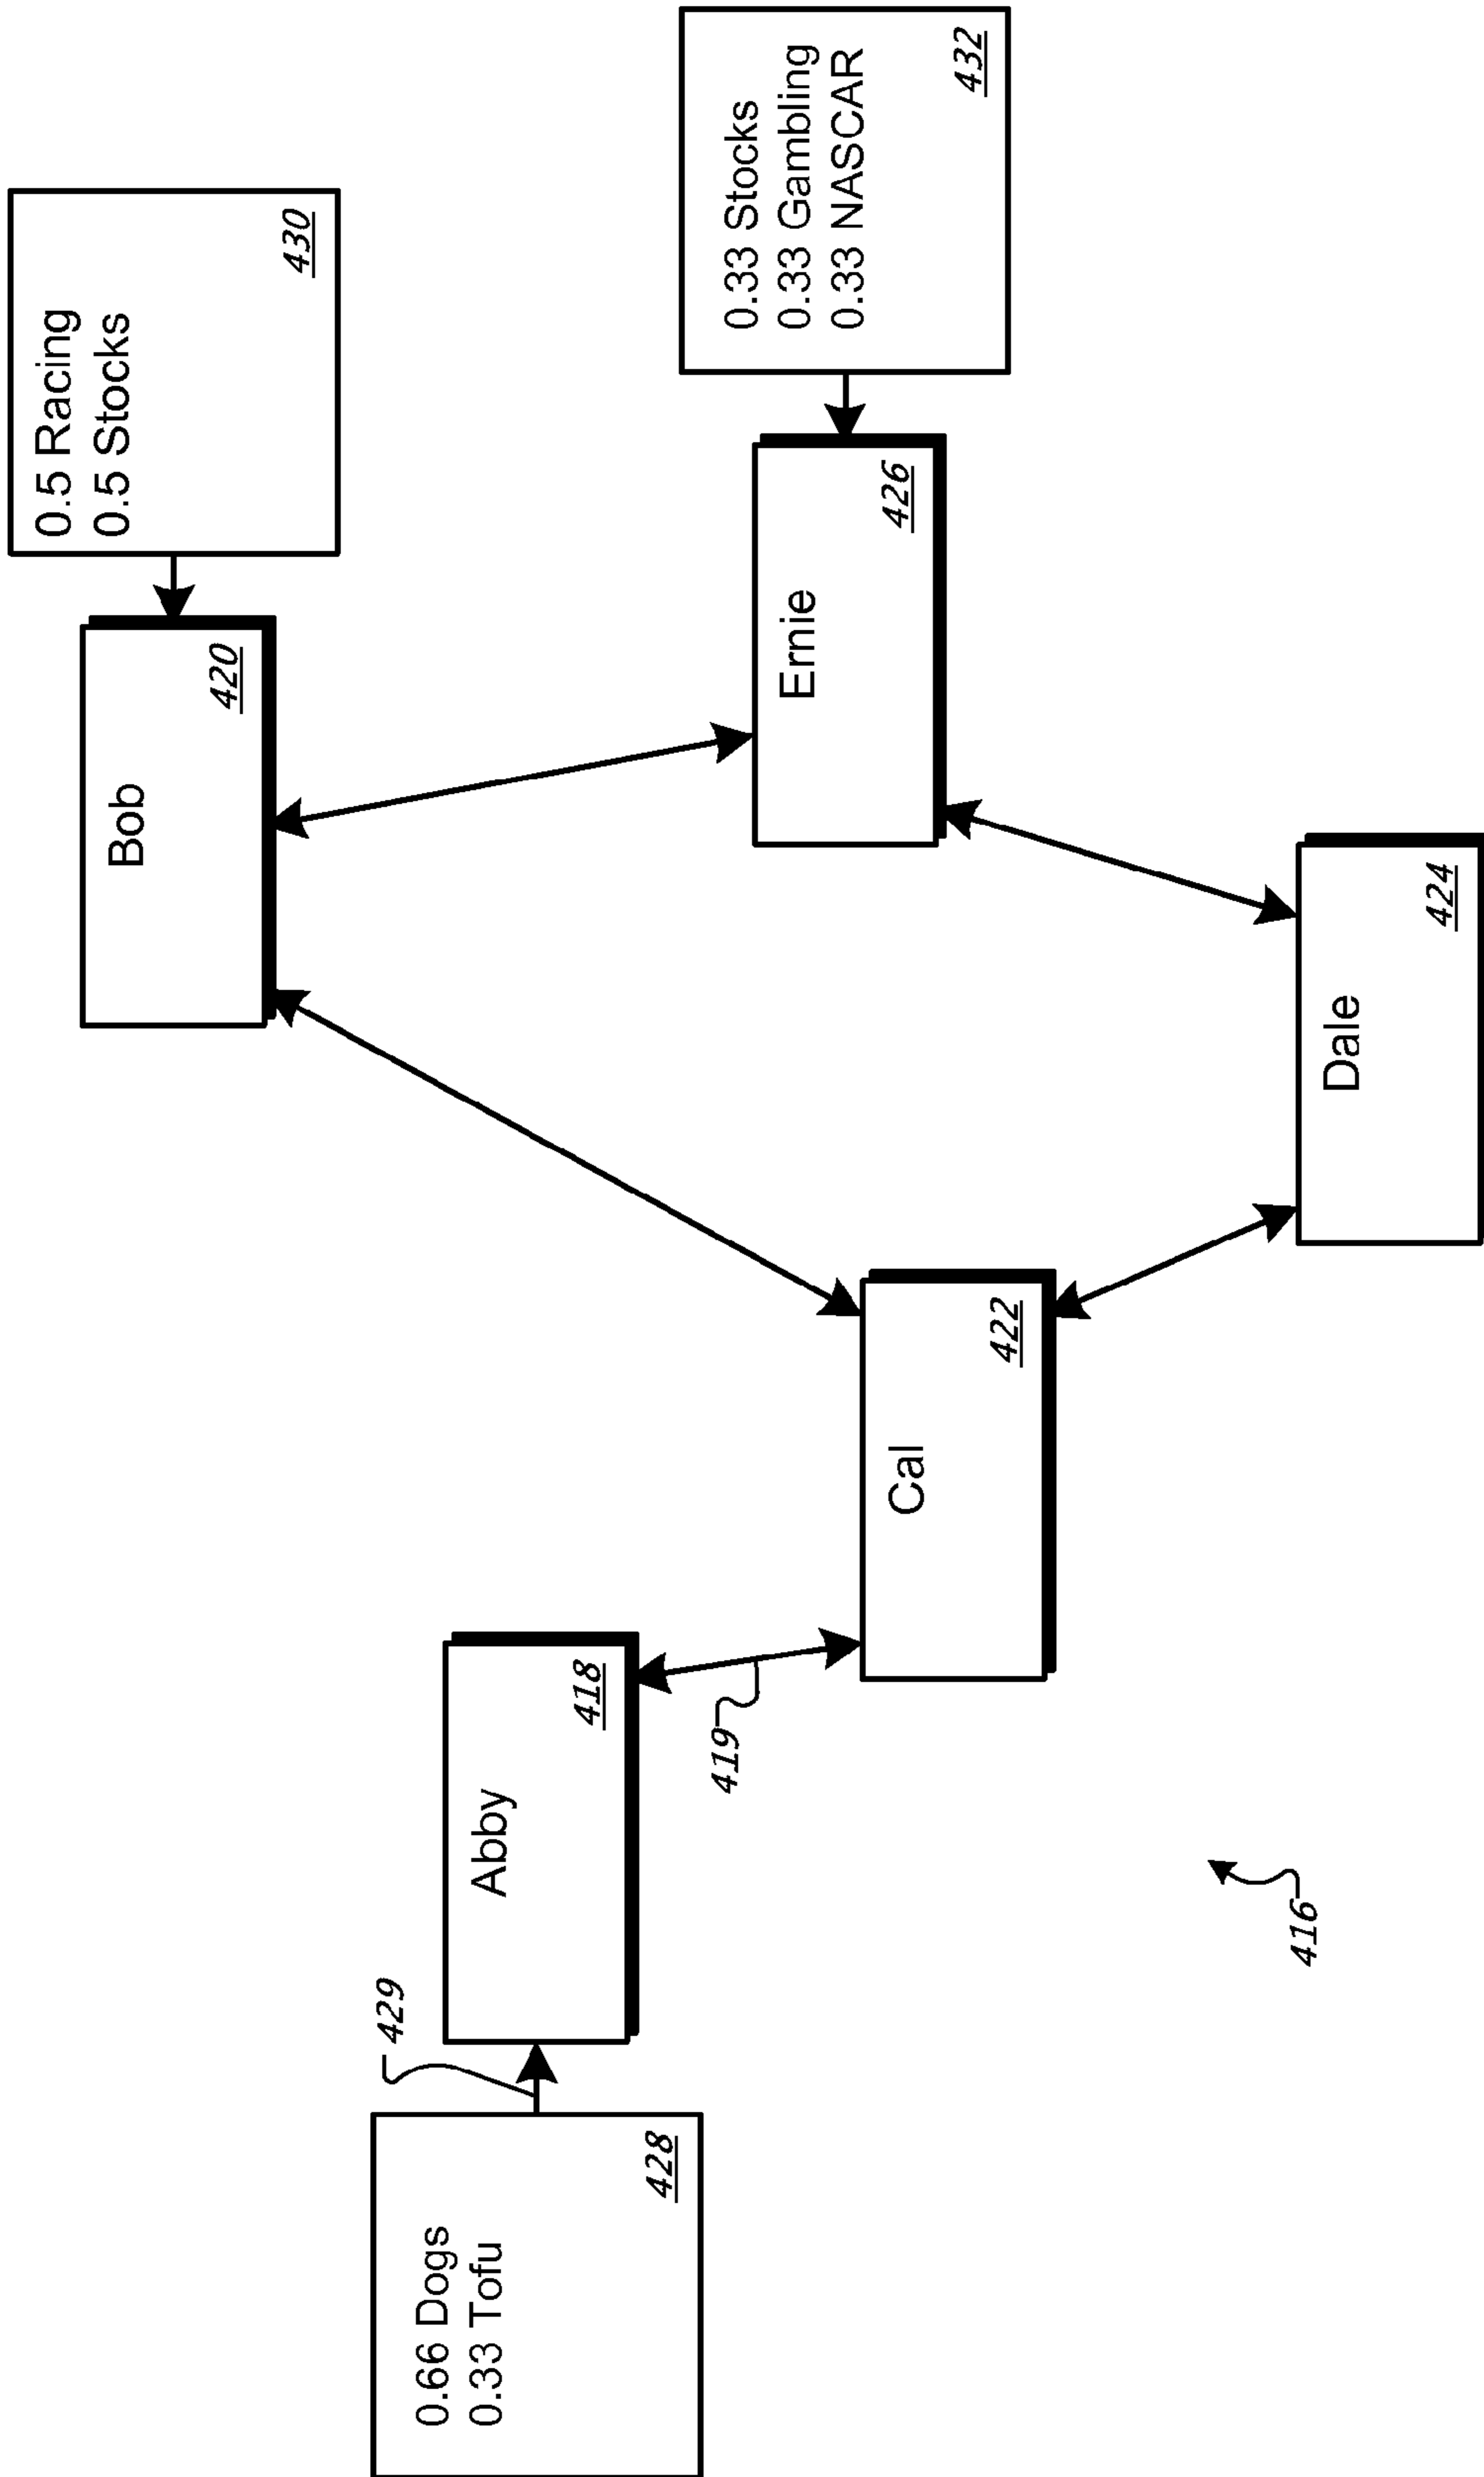 0.5 Racing
0.5 Stocks
430
Bob
420
0.33 Stocks
0.33 Gambling
0.33 NASCAR
432
Ernie
426
0.66 Dogs
0.33 Tofu
428
429
Abby
418
419
Cal
422
Dale
424
416